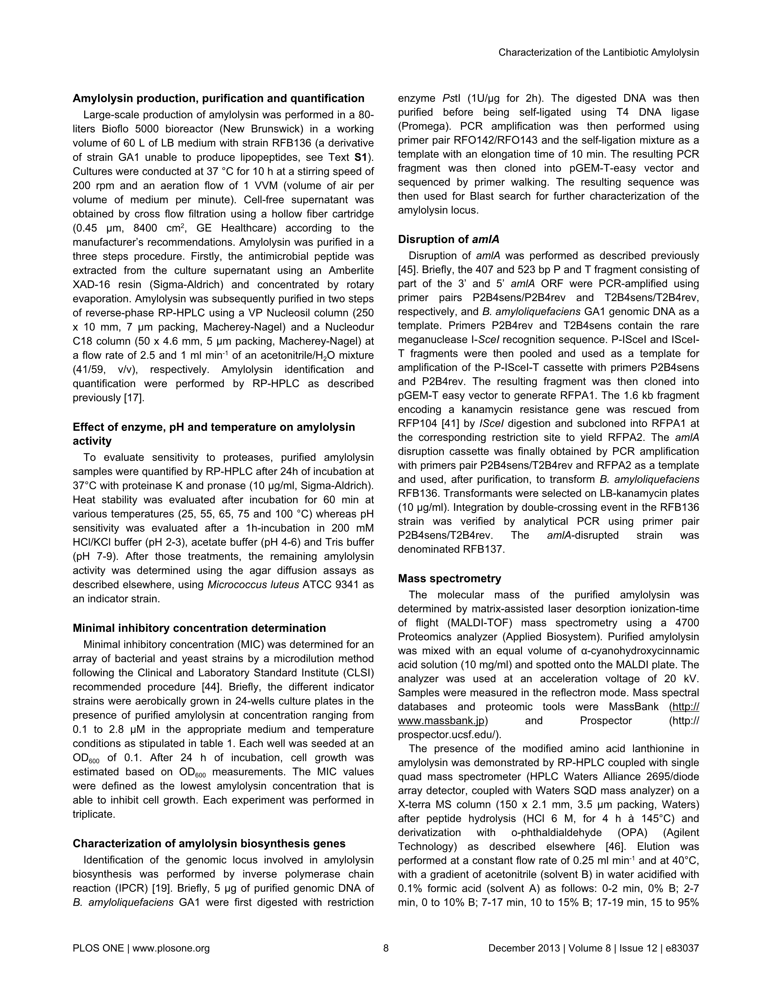 Characterization of the Lantibiotic Amylolysin
Amylolysin production, purification and quantification
Large-scale production of amylolysin was performed in a 80-
liters Bioflo 5000 bioreactor (New Brunswick) in a working
volume of 60 L of LB medium with strain RFB136 (a derivative
of strain GA1 unable to produce lipopeptides, see Text S1).
Cultures were conducted at 37 °C for 10 h at a stirring speed of
200 rpm and an aeration flow of 1 VVM (volume of air per
volume of medium per minute). Cell-free supernatant was
obtained by cross flow filtration using a hollow fiber cartridge
(0.45 µm, 8400 cm², GE Healthcare) according to the
manufacturer’s recommendations. Amylolysin was purified in a
three steps procedure. Firstly, the antimicrobial peptide was
extracted from the culture supernatant using an Amberlite
XAD-16 resin (Sigma-Aldrich) and concentrated by rotary
evaporation. Amylolysin was subsequently purified in two steps
of reverse-phase RP-HPLC using a VP Nucleosil column (250
x 10 mm, 7 µm packing, Macherey-Nagel) and a Nucleodur
C18 column (50 x 4.6 mm, 5 µm packing, Macherey-Nagel) at
a flow rate of 2.5 and 1 ml min⁻¹ of an acetonitrile/H₂O mixture
(41/59, v/v), respectively. Amylolysin identification and
quantification were performed by RP-HPLC as described
previously [17].
Effect of enzyme, pH and temperature on amylolysin
activity
To evaluate sensitivity to proteases, purified amylolysin
samples were quantified by RP-HPLC after 24h of incubation at
37°C with proteinase K and pronase (10 µg/ml, Sigma-Aldrich).
Heat stability was evaluated after incubation for 60 min at
various temperatures (25, 55, 65, 75 and 100 °C) whereas pH
sensitivity was evaluated after a 1h-incubation in 200 mM
HCl/KCl buffer (pH 2-3), acetate buffer (pH 4-6) and Tris buffer
(pH 7-9). After those treatments, the remaining amylolysin
activity was determined using the agar diffusion assays as
described elsewhere, using Micrococcus luteus ATCC 9341 as
an indicator strain.
Minimal inhibitory concentration determination
Minimal inhibitory concentration (MIC) was determined for an
array of bacterial and yeast strains by a microdilution method
following the Clinical and Laboratory Standard Institute (CLSI)
recommended procedure [44]. Briefly, the different indicator
strains were aerobically grown in 24-wells culture plates in the
presence of purified amylolysin at concentration ranging from
0.1 to 2.8 µM in the appropriate medium and temperature
conditions as stipulated in table 1. Each well was seeded at an
OD₆₀₀ of 0.1. After 24 h of incubation, cell growth was
estimated based on OD₆₀₀ measurements. The MIC values
were defined as the lowest amylolysin concentration that is
able to inhibit cell growth. Each experiment was performed in
triplicate.
Characterization of amylolysin biosynthesis genes
Identification of the genomic locus involved in amylolysin
biosynthesis was performed by inverse polymerase chain
reaction (IPCR) [19]. Briefly, 5 µg of purified genomic DNA of
B. amyloliquefaciens GA1 were first digested with restriction
enzyme PstI (1U/µg for 2h). The digested DNA was then
purified before being self-ligated using T4 DNA ligase
(Promega). PCR amplification was then performed using
primer pair RFO142/RFO143 and the self-ligation mixture as a
template with an elongation time of 10 min. The resulting PCR
fragment was then cloned into pGEM-T-easy vector and
sequenced by primer walking. The resulting sequence was
then used for Blast search for further characterization of the
amylolysin locus.
Disruption of amlA
Disruption of amlA was performed as described previously
[45]. Briefly, the 407 and 523 bp P and T fragment consisting of
part of the 3’ and 5’ amlA ORF were PCR-amplified using
primer pairs P2B4sens/P2B4rev and T2B4sens/T2B4rev,
respectively, and B. amyloliquefaciens GA1 genomic DNA as a
template. Primers P2B4rev and T2B4sens contain the rare
meganuclease I-SceI recognition sequence. P-ISceI and ISceI-
T fragments were then pooled and used as a template for
amplification of the P-ISceI-T cassette with primers P2B4sens
and P2B4rev. The resulting fragment was then cloned into
pGEM-T easy vector to generate RFPA1. The 1.6 kb fragment
encoding a kanamycin resistance gene was rescued from
RFP104 [41] by ISceI digestion and subcloned into RFPA1 at
the corresponding restriction site to yield RFPA2. The amlA
disruption cassette was finally obtained by PCR amplification
with primers pair P2B4sens/T2B4rev and RFPA2 as a template
and used, after purification, to transform B. amyloliquefaciens
RFB136. Transformants were selected on LB-kanamycin plates
(10 µg/ml). Integration by double-crossing event in the RFB136
strain was verified by analytical PCR using primer pair
P2B4sens/T2B4rev. The amlA-disrupted strain was
denominated RFB137.
Mass spectrometry
The molecular mass of the purified amylolysin was
determined by matrix-assisted laser desorption ionization-time
of flight (MALDI-TOF) mass spectrometry using a 4700
Proteomics analyzer (Applied Biosystem). Purified amylolysin
was mixed with an equal volume of α-cyanohydroxycinnamic
acid solution (10 mg/ml) and spotted onto the MALDI plate. The
analyzer was used at an acceleration voltage of 20 kV.
Samples were measured in the reflectron mode. Mass spectral
databases and proteomic tools were MassBank (http://
www.massbank.jp) and Prospector (http://
prospector.ucsf.edu/).
The presence of the modified amino acid lanthionine in
amylolysin was demonstrated by RP-HPLC coupled with single
quad mass spectrometer (HPLC Waters Alliance 2695/diode
array detector, coupled with Waters SQD mass analyzer) on a
X-terra MS column (150 x 2.1 mm, 3.5 µm packing, Waters)
after peptide hydrolysis (HCl 6 M, for 4 h à 145°C) and
derivatization with o-phthaldialdehyde (OPA) (Agilent
Technology) as described elsewhere [46]. Elution was
performed at a constant flow rate of 0.25 ml min⁻¹ and at 40°C,
with a gradient of acetonitrile (solvent B) in water acidified with
0.1% formic acid (solvent A) as follows: 0-2 min, 0% B; 2-7
min, 0 to 10% B; 7-17 min, 10 to 15% B; 17-19 min, 15 to 95%
PLOS ONE | www.plosone.org
8
December 2013 | Volume 8 | Issue 12 | e83037